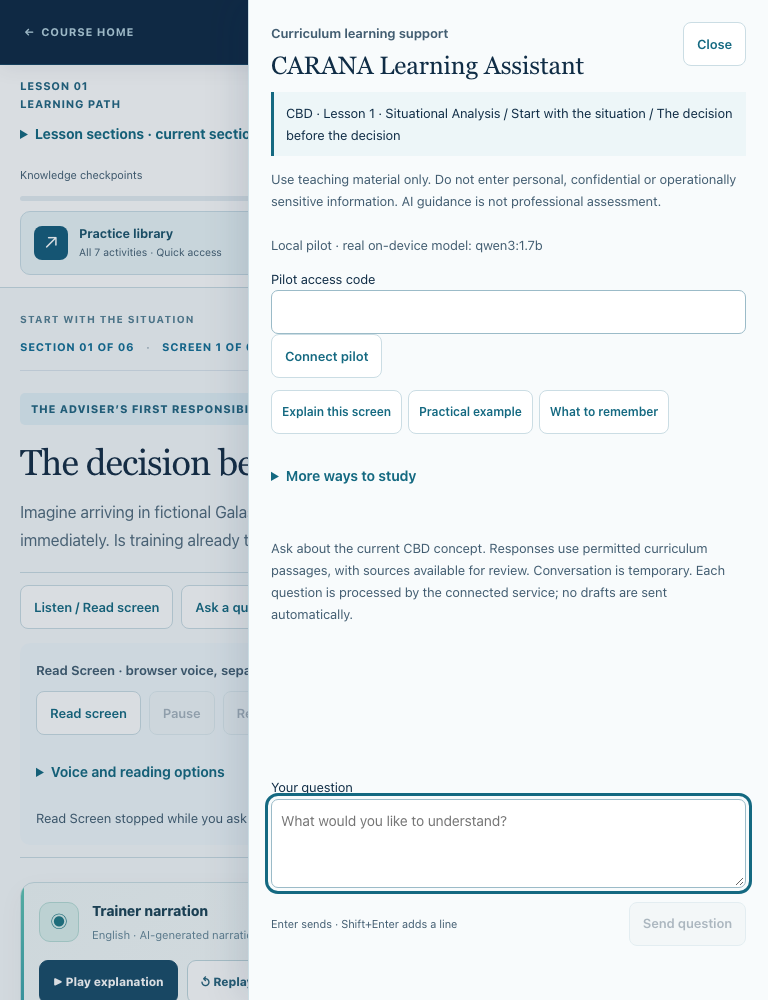 ← COURSE HOME
LESSON 01
LEARNING PATH
Lesson sections · current
Knowledge checkpoints
Practice library
All 7 activities · Quick access
START WITH THE SITUATION
SECTION 01 OF 06 · SCREEN 1 OF
THE ADVISER'S FIRST
The decision
Imagine arriving in fictional
immediately. Is training already
Listen / Read screen
Ask a
Read Screen · browser voice,
Read screen
Pause
Voice and reading options
Read Screen stopped while you ask
Trainer narration
English · AI-generated
Play explanation
Curriculum learning support
CARANA Learning Assistant
Close
CBD · Lesson 1 · Situational Analysis / Start with the situation / The decision
before the decision
Use teaching material only. Do not enter personal, confidential or operationally
sensitive information. AI guidance is not professional assessment.
Local pilot · real on-device model: qwen3:1.7b
Pilot access code
Connect pilot
Explain this screen
Practical example
What to remember
More ways to study
Ask about the current CBD concept. Responses use permitted curriculum
passages, with sources available for review. Conversation is temporary. Each
question is processed by the connected service; no drafts are sent
automatically.
Your question
What would you like to understand?
Enter sends · Shift+Enter adds a line
Send question